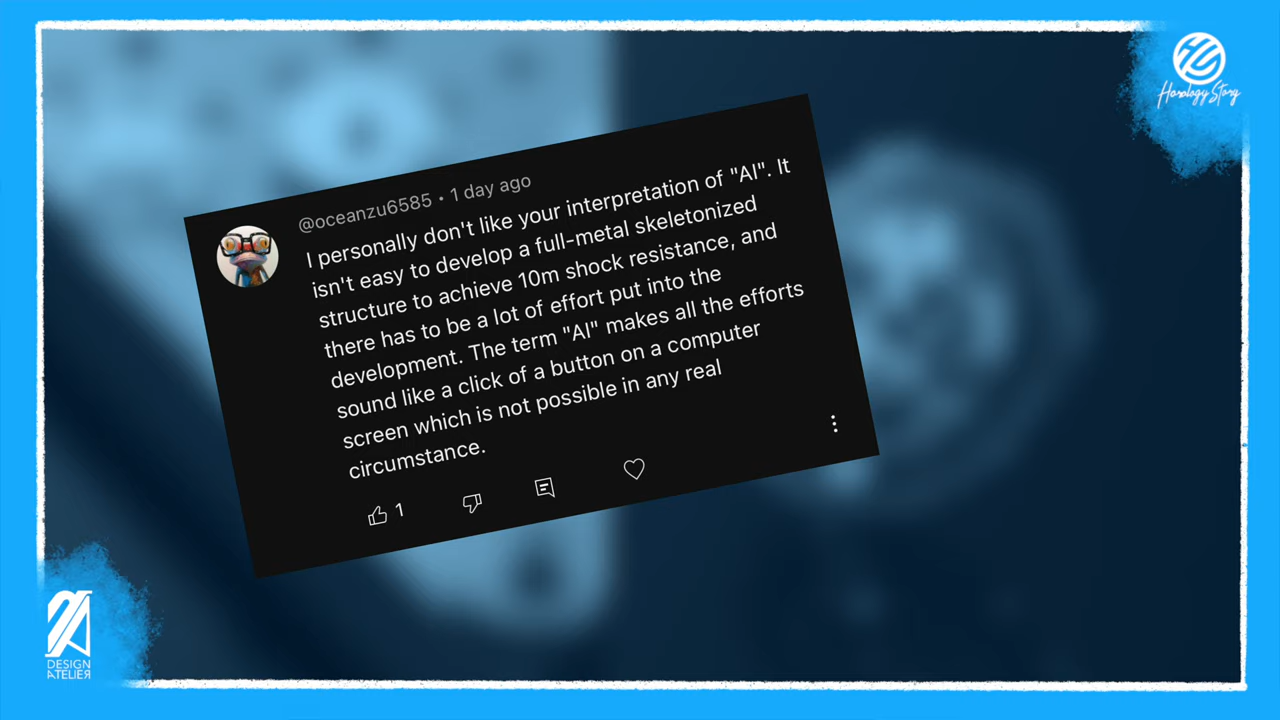 Horology Story
@oceanzu6585 • 1 day ago
I personally don't like your interpretation of "AI". It
isn't easy to develop a full-metal skeletonized
structure to achieve 10m shock resistance, and
there has to be a lot of effort put into the
development. The term "AI" makes all the efforts
sound like a click of a button on a computer
screen which is not possible in any real
circumstance.
1
DESIGN
ATELIER